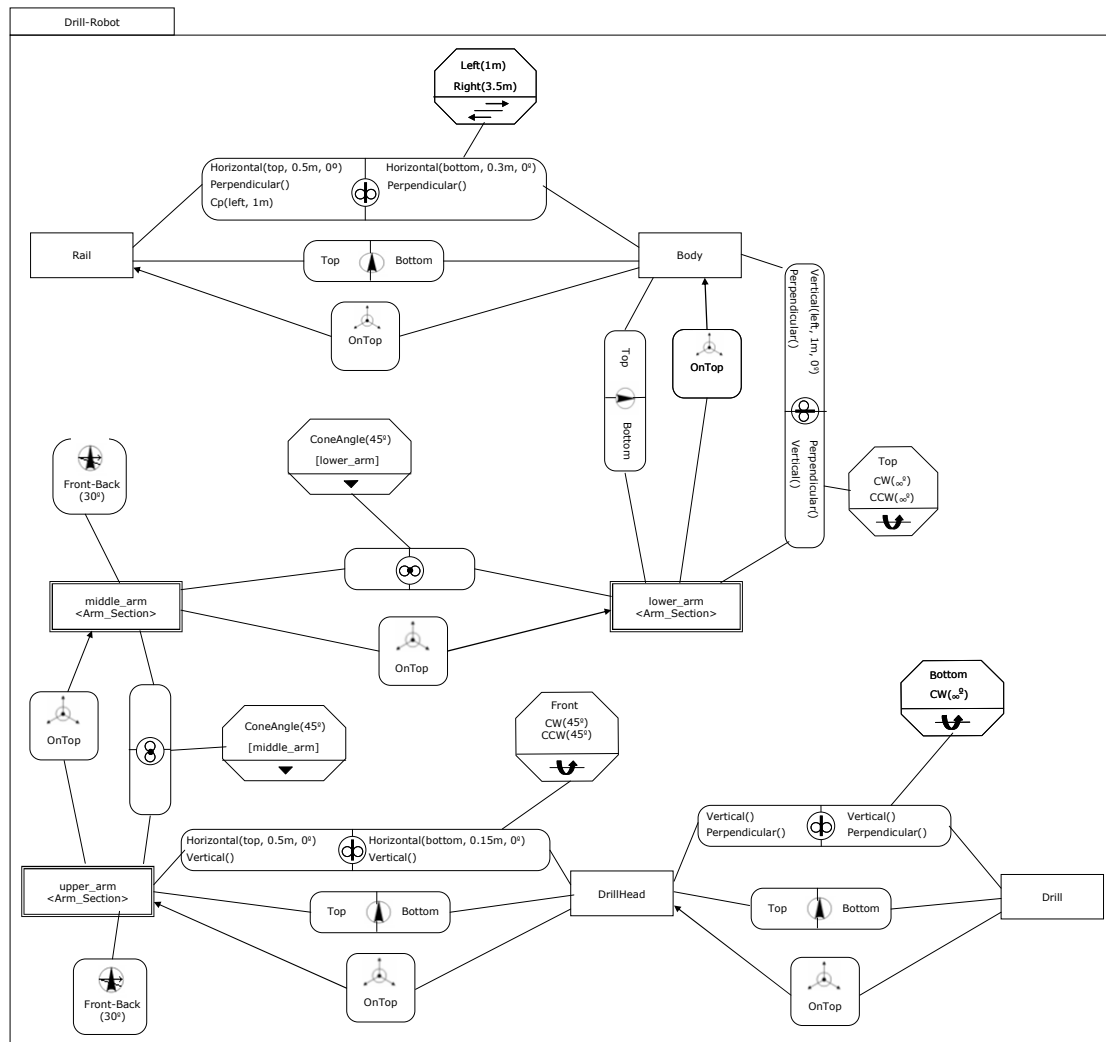 Drill-Robot
Left(1m)
Right(3.5m)
Horizontal(top, 0.5m, 0º)
Perpendicular()
Cp(left, 1m)
Horizontal(bottom, 0.3m, 0º)
Perpendicular()
Rail
Top
Bottom
Body
OnTop
Top
Bottom
OnTop
Vertical(left, 1m, 0º)
Perpendicular()
Perpendicular()
Vertical()
Top
CW(∞º)
CCW(∞º)
ConeAngle(45º)
[lower_arm]
Front-Back
(30º)
middle_arm
<Arm_Section>
lower_arm
<Arm_Section>
OnTop
OnTop
ConeAngle(45º)
[middle_arm]
Front
CW(45º)
CCW(45º)
Bottom
CW(∞º)
Horizontal(top, 0.5m, 0º)
Vertical()
Horizontal(bottom, 0.15m, 0º)
Vertical()
Vertical()
Perpendicular()
Vertical()
Perpendicular()
upper_arm
<Arm_Section>
Top
Bottom
DrillHead
Top
Bottom
Drill
Front-Back
(30º)
OnTop
OnTop